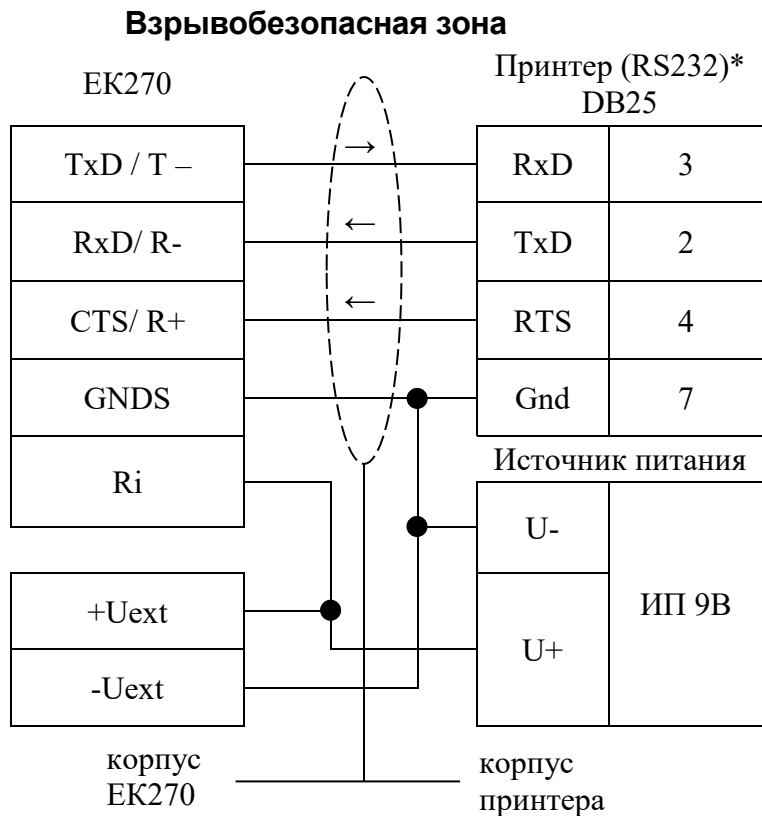 Взрывобезопасная зона
ЕК270
Принтер (RS232)*
DB25
TxD / T –
→
RxD
3
RxD/ R-
←
TxD
2
CTS/ R+
←
RTS
4
GNDS
Gnd
7
Ri
Источник питания
U-
ИП 9В
+Uext
U+
-Uext
корпус
ЕК270
корпус
принтера